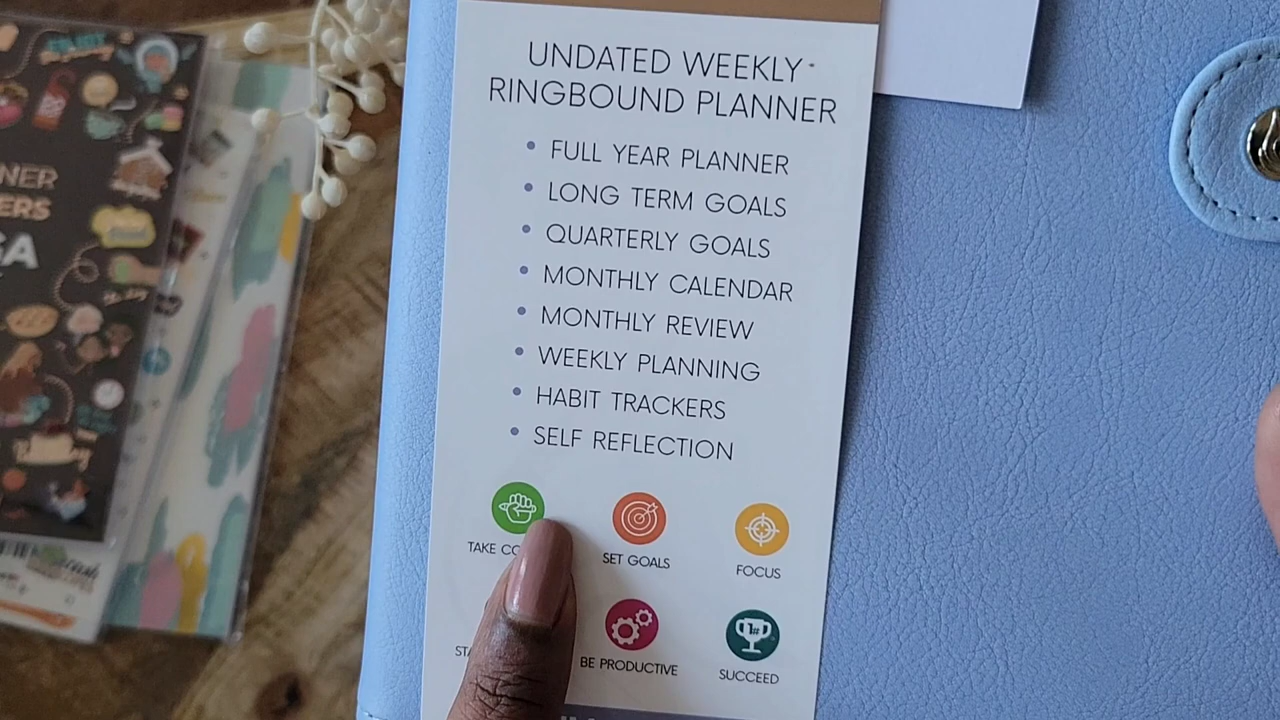 UNDATED WEEKLY
RINGBOUND PLANNER
• FULL YEAR PLANNER
• LONG TERM GOALS
• QUARTERLY GOALS
• MONTHLY CALENDAR
• MONTHLY REVIEW
• WEEKLY PLANNING
• HABIT TRACKERS
• SELF REFLECTION
TAKE
SET GOALS
FOCUS
BE PRODUCTIVE
SUCCEED